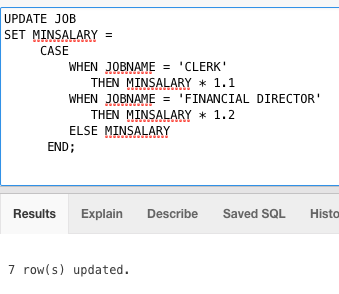 UPDATE JOB
SET MINSALARY =
CASE
WHEN JOBNAME = 'CLERK'
THEN MINSALARY * 1.1
WHEN JOBNAME = 'FINANCIAL DIRECTOR'
THEN MINSALARY * 1.2
ELSE MINSALARY
END;
Results Explain Describe Saved SQL Histo
7 row(s) updated.